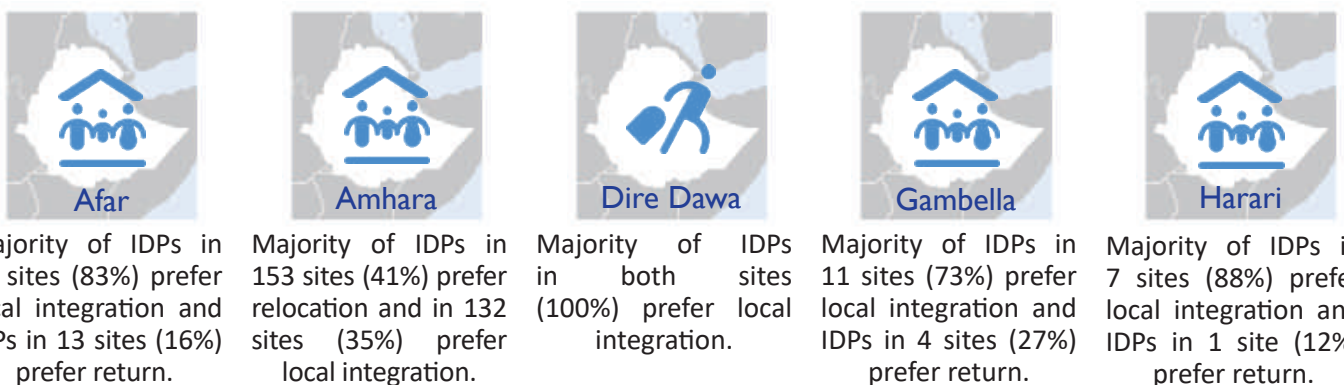 Afar
ajority of IDPs in
sites (83%) prefer
cal integration and
Ps in 13 sites (16%)
prefer return.
Amhara
Majority of IDPs in
153 sites (41%) prefer
relocation and in 132
sites (35%) prefer
local integration.
Dire Dawa
Majority of IDPs
in both sites
(100%) prefer local
integration.
Gambella
Majority of IDPs in
11 sites (73%) prefer
local integration and
IDPs in 4 sites (27%)
prefer return.
Harari
Majority of IDPs i
7 sites (88%) prefe
local integration an
IDPs in 1 site (12%
prefer return.